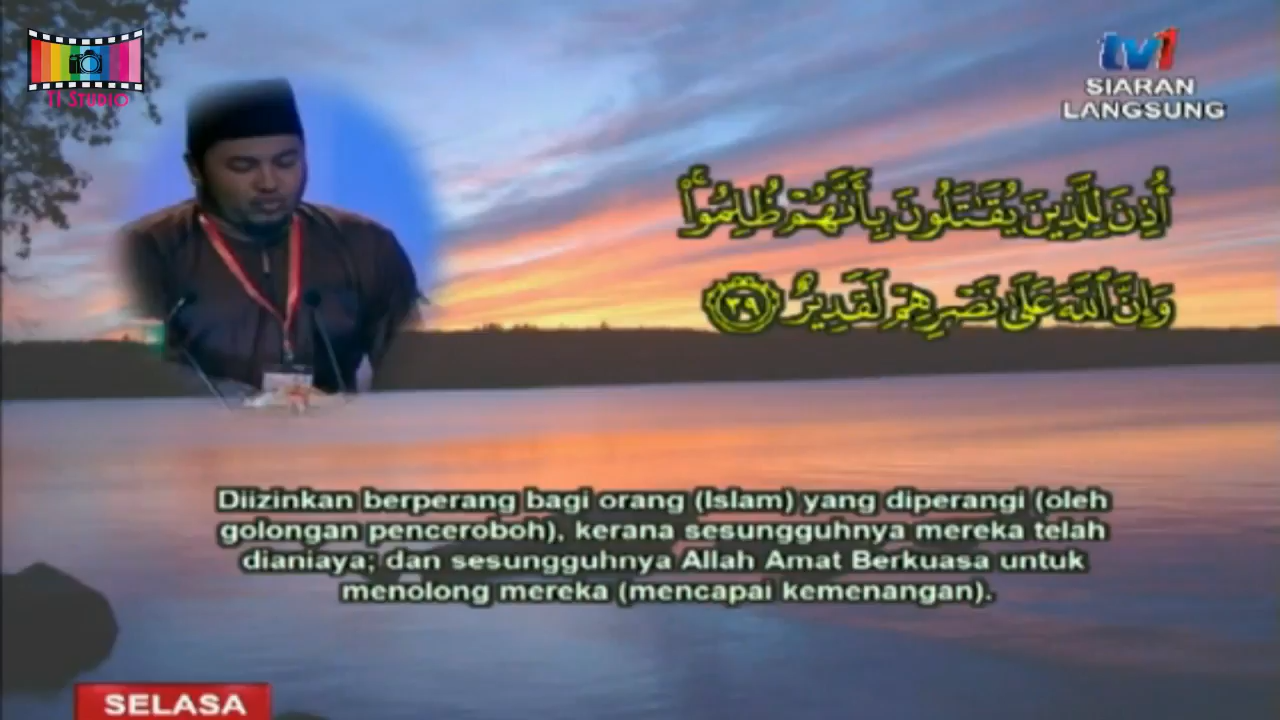 TT STUDIO
tv1
SIARAN
LANGSUNG
أُذِنَ لِلَّذِينَ يُقَٰتَلُونَ بِأَنَّهُمْ ظُلِمُوا۟ ۚ
وَإِنَّ ٱللَّهَ عَلَىٰ نَصْرِهِمْ لَقَدِيرٌ ٣٩
Diizinkan berperang bagi orang (Islam) yang diperangi (oleh
golongan penceroboh), kerana sesungguhnya mereka telah
dianiaya; dan sesungguhnya Allah Amat Berkuasa untuk
menolong mereka (mencapai kemenangan).
SELASA